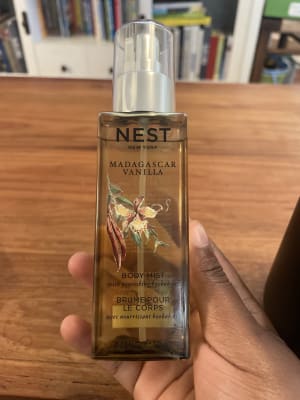 NEST
NEW YORK
MADAGASCAR
VANILLA
BODY MIST
BRUME POUR
LE CORPS